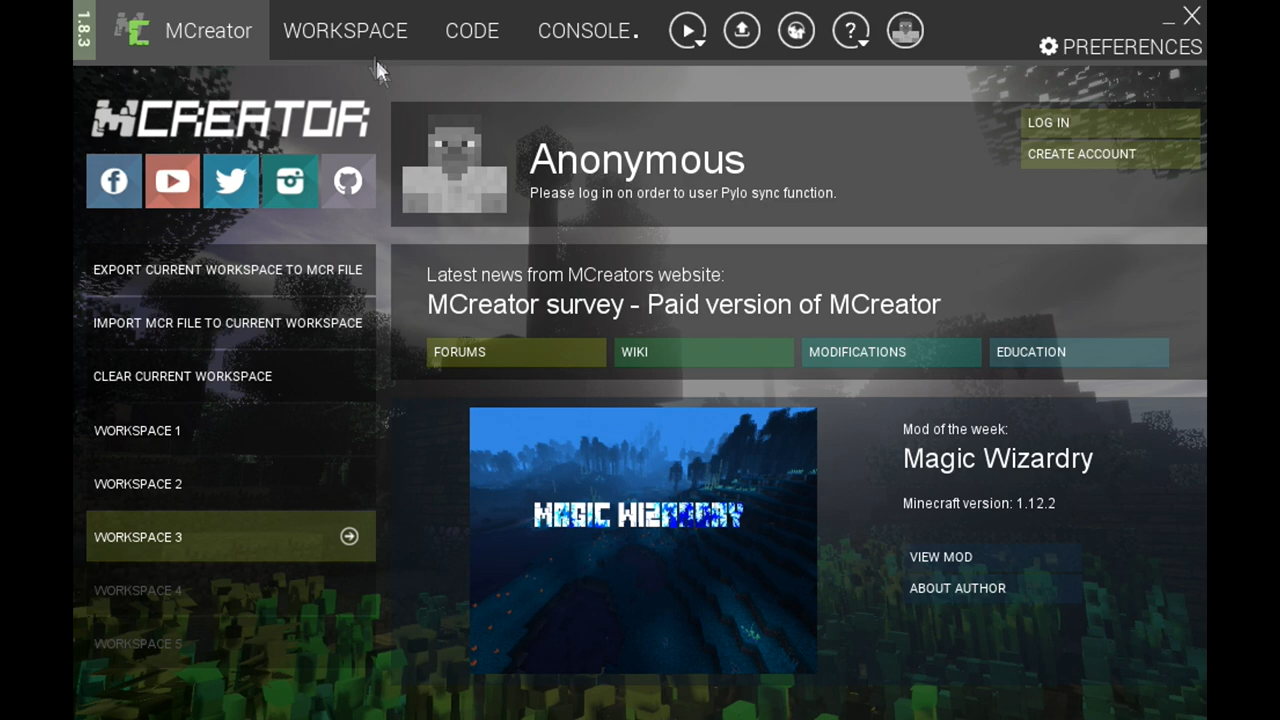 1.8.3
MCreator
WORKSPACE
CODE
CONSOLE.
?
PREFERENCES
MCREATOR
Anonymous
Please log in on order to user Pylo sync function.
LOG IN
CREATE ACCOUNT
EXPORT CURRENT WORKSPACE TO MCR FILE
IMPORT MCR FILE TO CURRENT WORKSPACE
CLEAR CURRENT WORKSPACE
WORKSPACE 1
WORKSPACE 2
WORKSPACE 3
WORKSPACE 4
WORKSPACE 5
Latest news from MCreators website:
MCreator survey - Paid version of MCreator
FORUMS
WIKI
MODIFICATIONS
EDUCATION
MAGIC WIZARDRY
Mod of the week:
Magic Wizardry
Minecraft version: 1.12.2
VIEW MOD
ABOUT AUTHOR